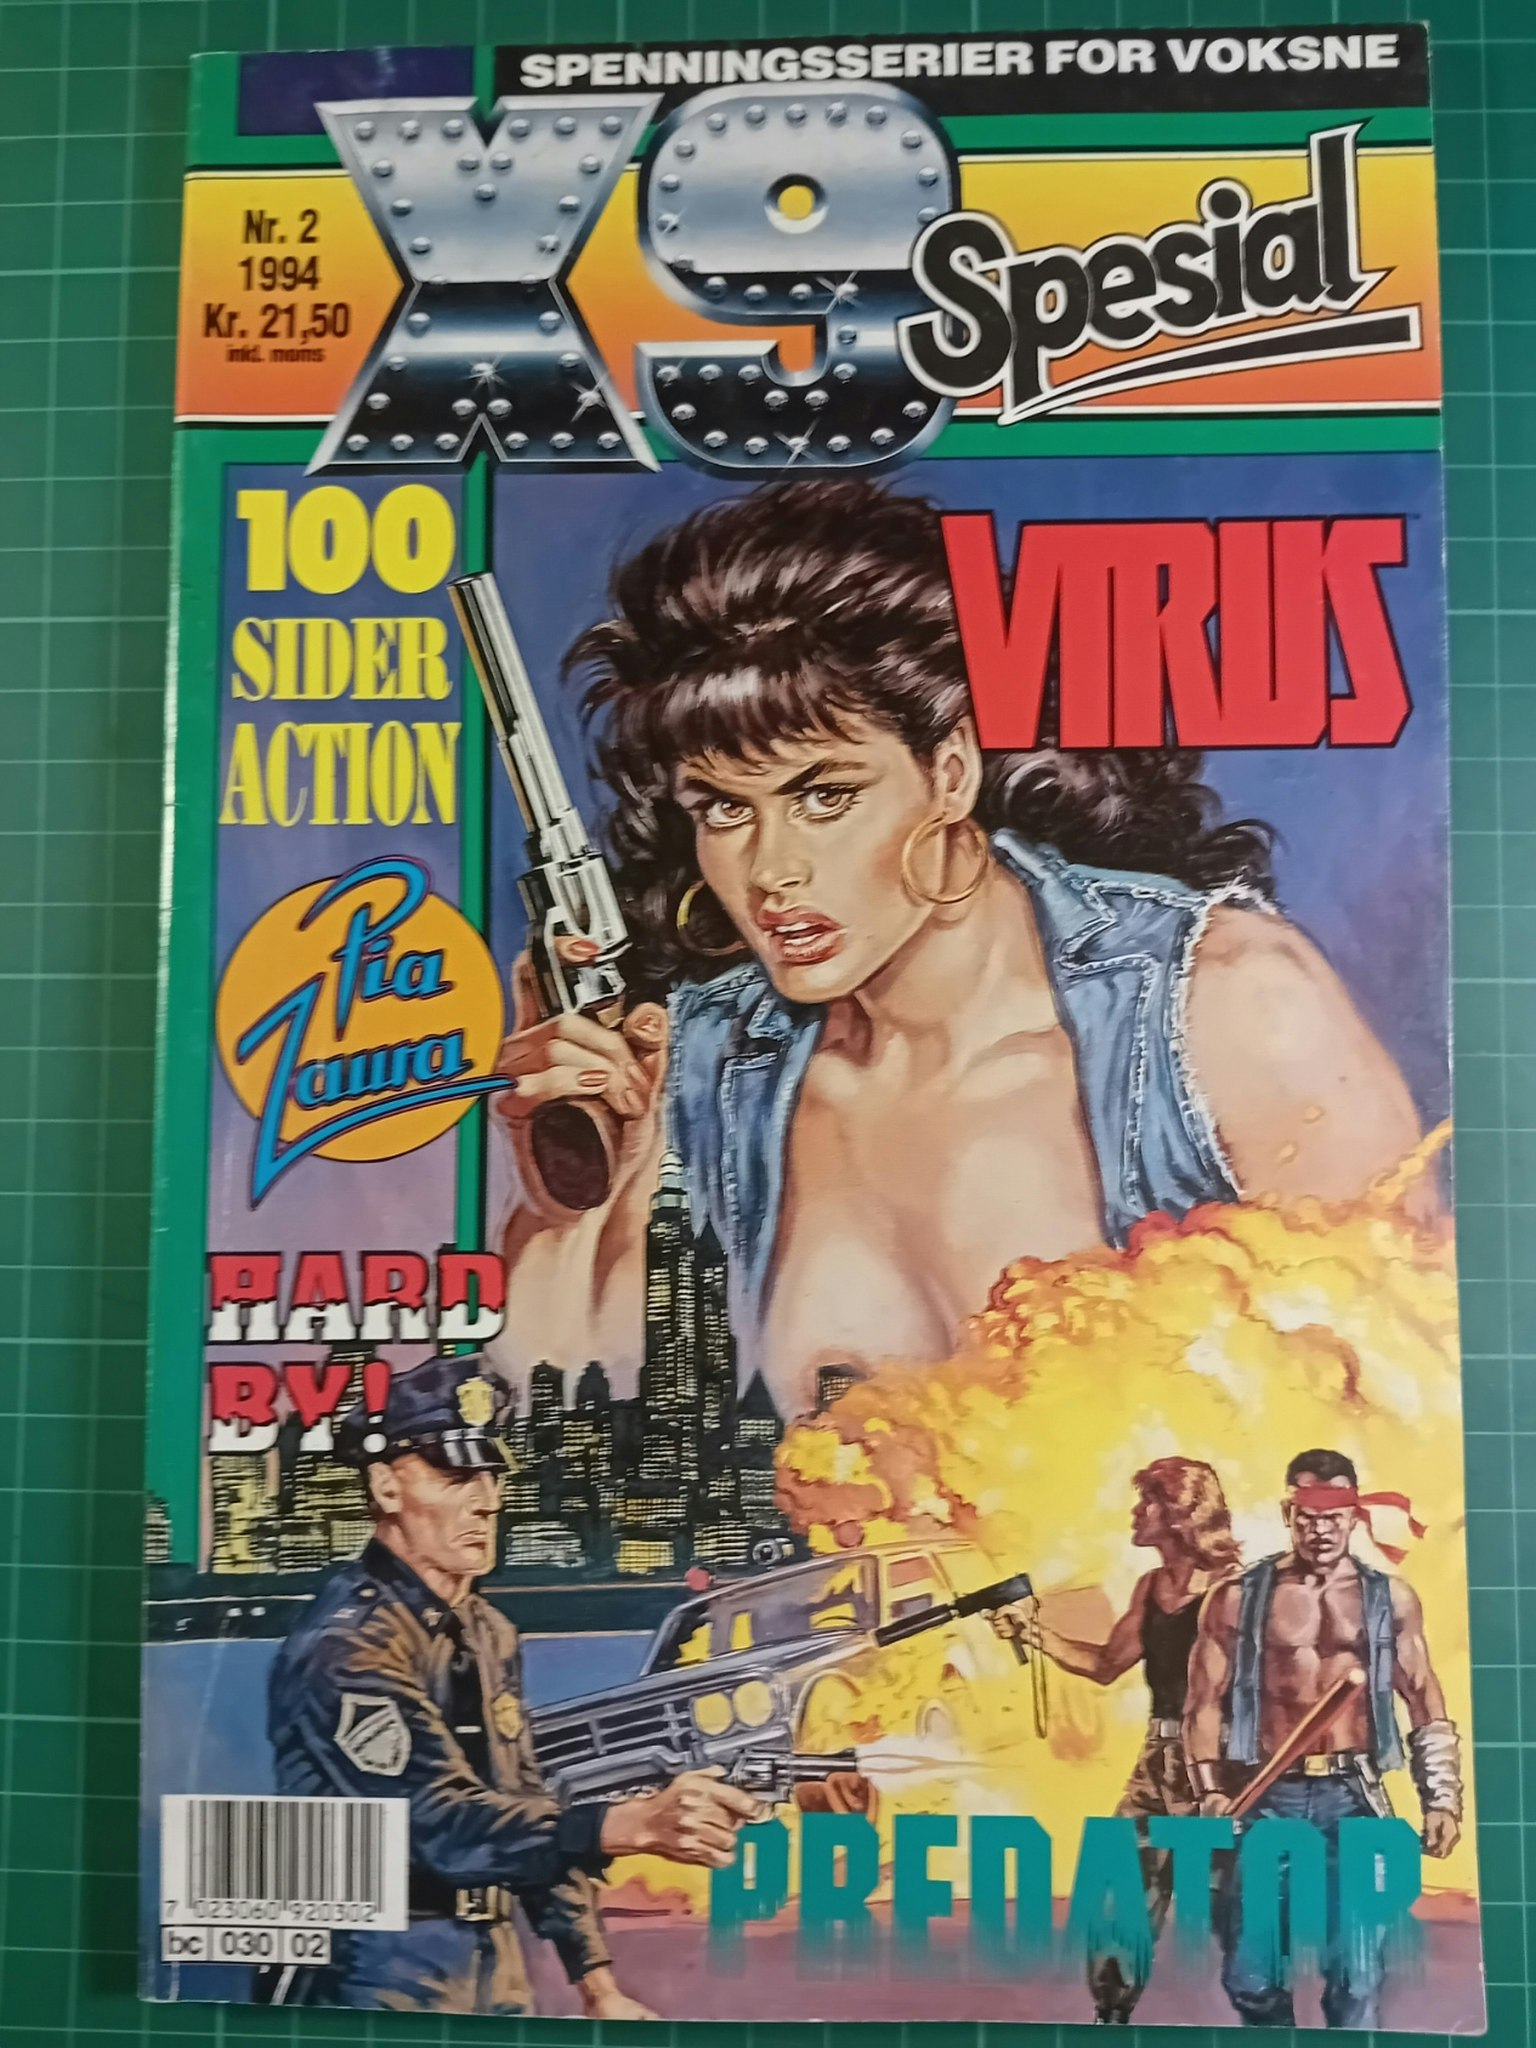 SPENNINGSSERIER FOR VOKSNE
X9
Spesial
Nr. 2
1994
Kr. 21,50
inkl. moms
100
SIDER
ACTION
VIRUS
Pia
Zaura
HARD
BY!
PREDATOR
7 023060 920302
bc 030 02